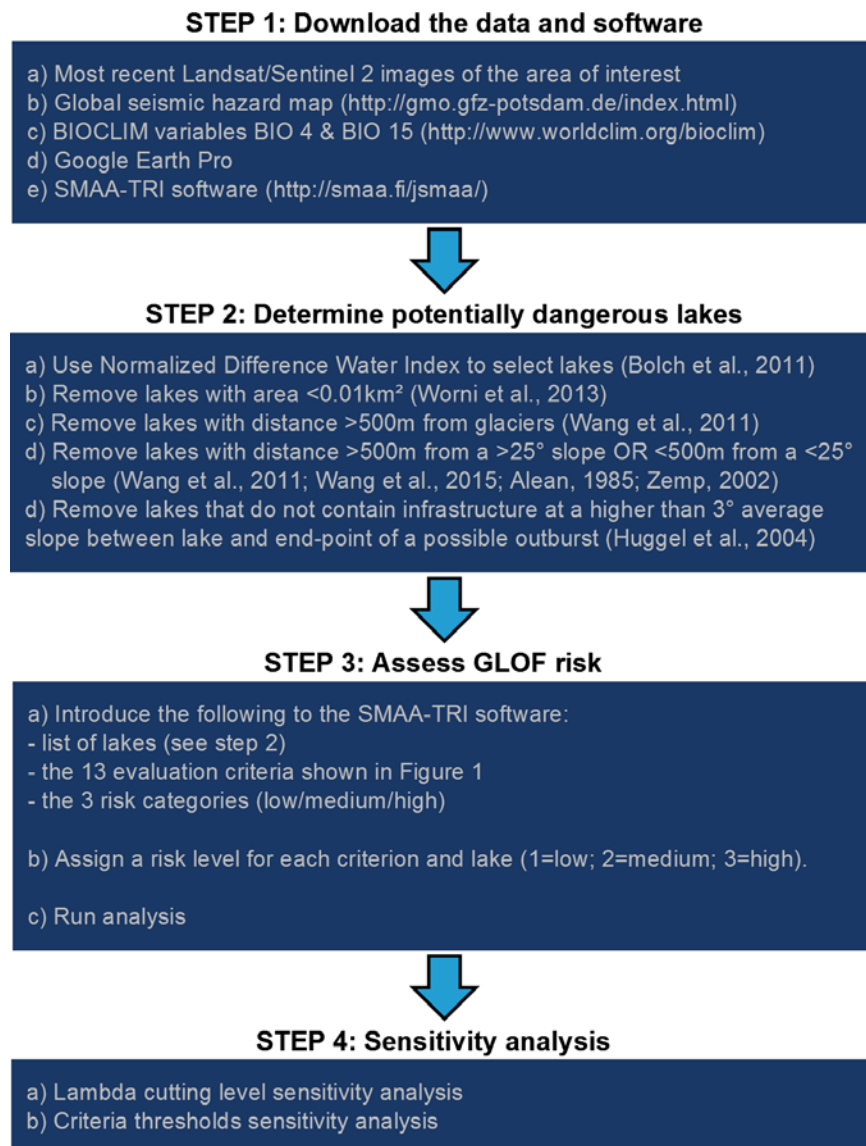 STEP 1: Download the data and software
a) Most recent Landsat/Sentinel 2 images of the area of interest
b) Global seismic hazard map (http://gmo.gfz-potsdam.de/index.html)
c) BIOCLIM variables BIO 4 & BIO 15 (http://www.worldclim.org/bioclim)
d) Google Earth Pro
e) SMAA-TRI software (http://smaa.fi/jsmaa/)
STEP 2: Determine potentially dangerous lakes
a) Use Normalized Difference Water Index to select lakes (Bolch et al., 2011)
b) Remove lakes with area <0.01km² (Worni et al., 2013)
c) Remove lakes with distance >500m from glaciers (Wang et al., 2011)
d) Remove lakes with distance >500m from a >25° slope OR <500m from a <25°
slope (Wang et al., 2011; Wang et al., 2015; Alean, 1985; Zemp, 2002)
d) Remove lakes that do not contain infrastructure at a higher than 3° average
slope between lake and end-point of a possible outburst (Huggel et al., 2004)
STEP 3: Assess GLOF risk
a) Introduce the following to the SMAA-TRI software:
- list of lakes (see step 2)
- the 13 evaluation criteria shown in Figure 1
- the 3 risk categories (low/medium/high)
b) Assign a risk level for each criterion and lake (1=low; 2=medium; 3=high).
c) Run analysis
STEP 4: Sensitivity analysis
a) Lambda cutting level sensitivity analysis
b) Criteria thresholds sensitivity analysis